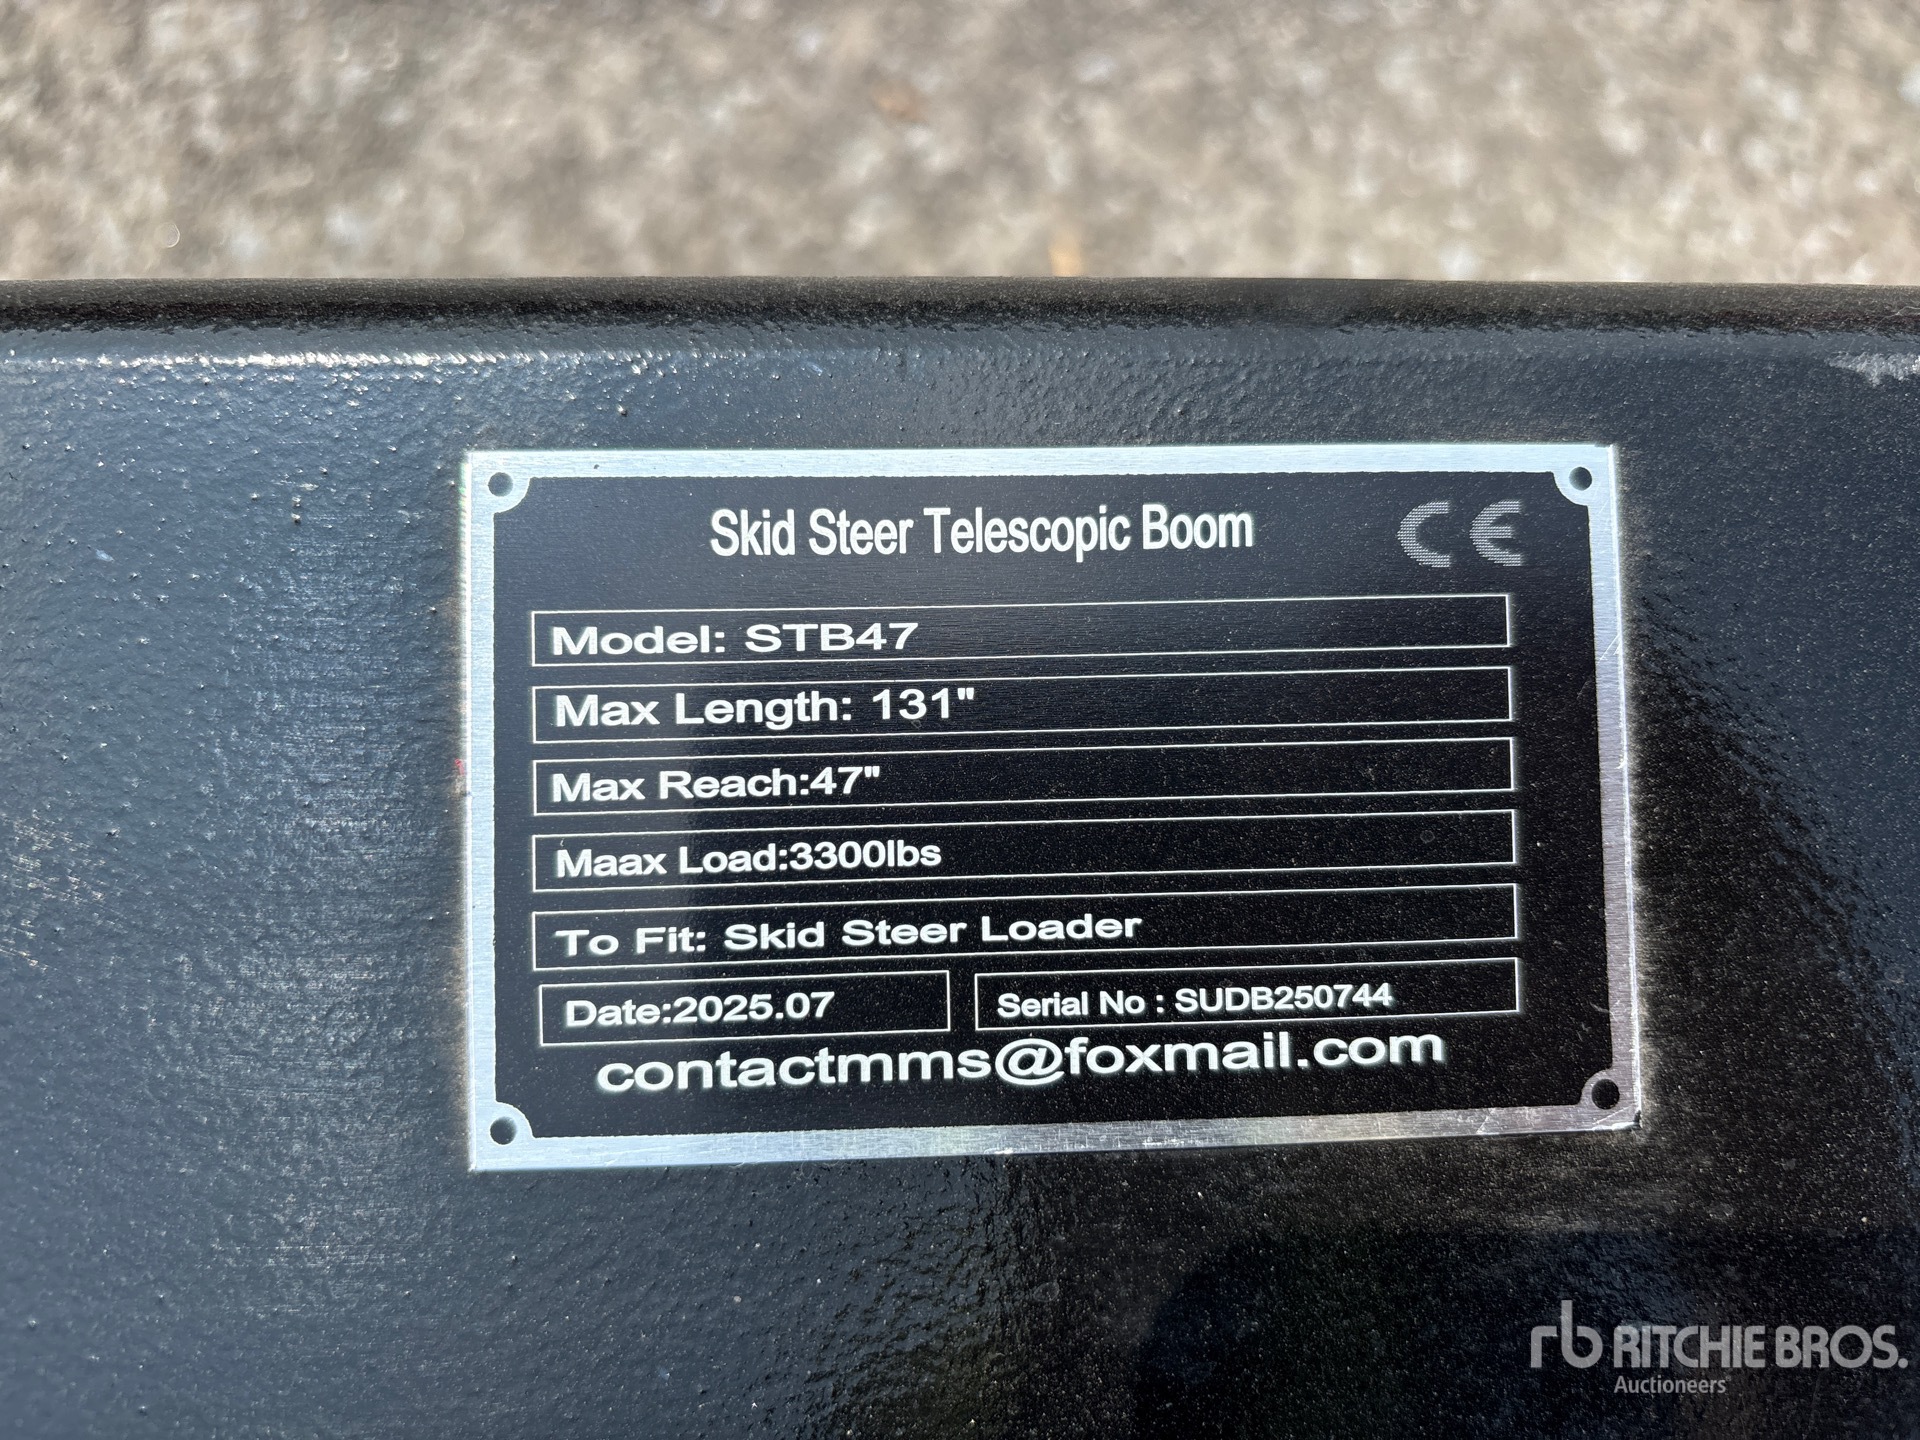 Skid Steer Telescopic Boom
CE
Model: STB47
Max Length: 131"
Max Reach:47"
Maax Load:3300lbs
To Fit: Skid Steer Loader
Date:2025.07
Serial No : SUDB250744
contactmms@foxmail.com
rb RITCHIE BROS.
Auctioneers